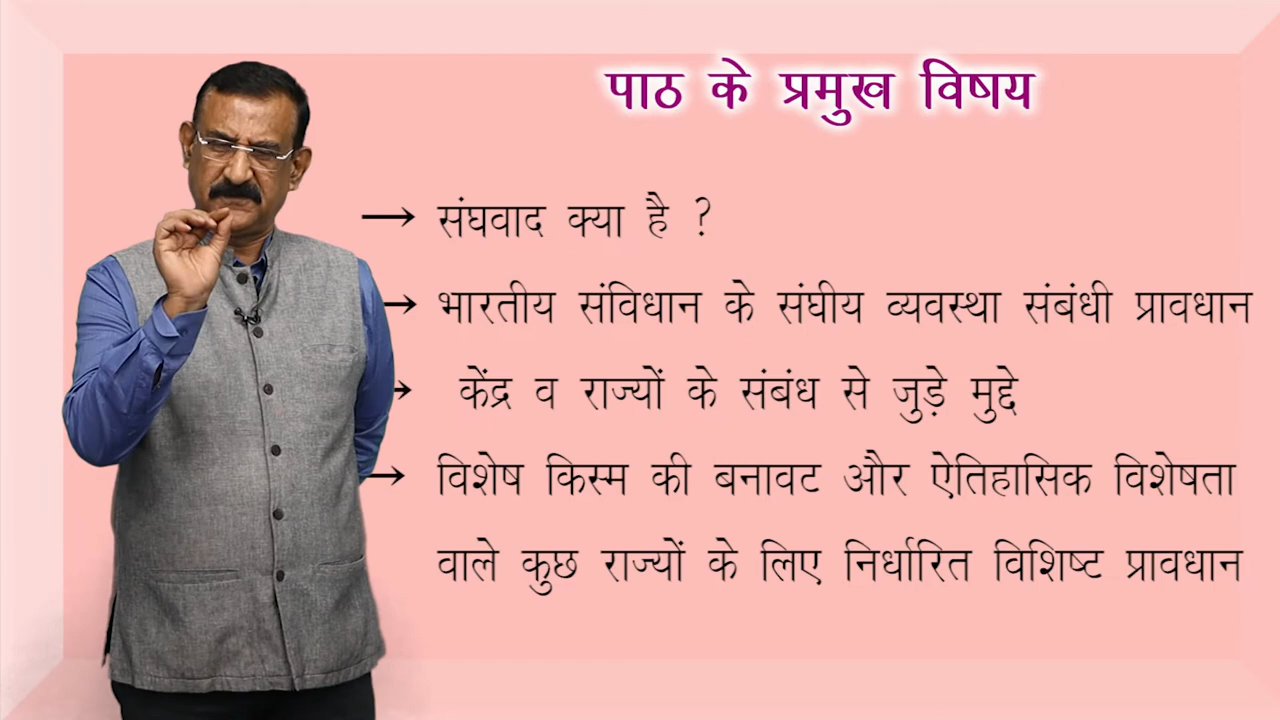 पाठ के प्रमुख विषय
→ संघवाद क्या है ?
→ भारतीय संविधान के संघीय व्यवस्था संबंधी प्रावधान
→ केंद्र व राज्यों के संबंध से जुड़े मुद्दे
→ विशेष किस्म की बनावट और ऐतिहासिक विशेषता
वाले कुछ राज्यों के लिए निर्धारित विशिष्ट प्रावधान